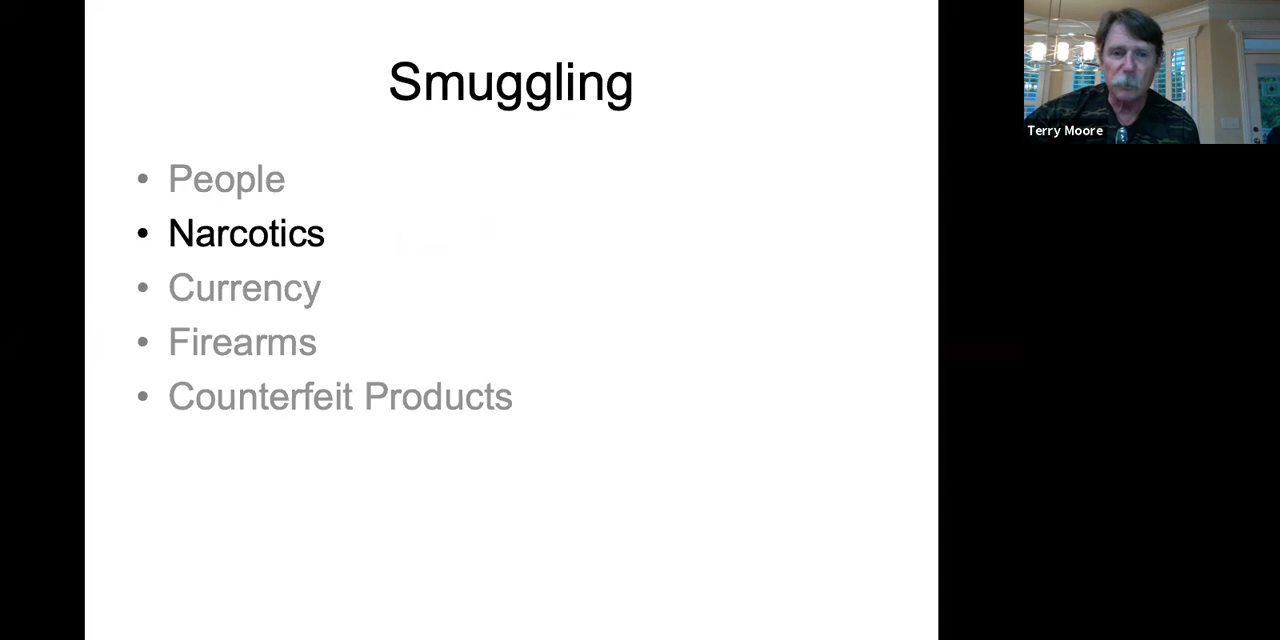 Smuggling
• People
• Narcotics
• Currency
• Firearms
• Counterfeit Products
Terry Moore